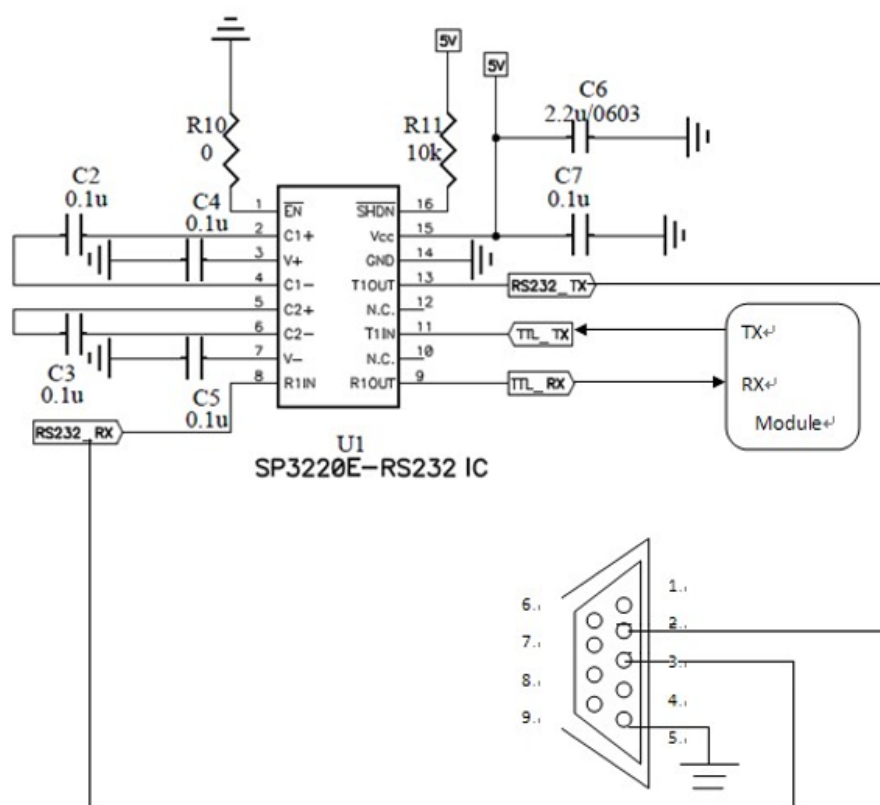 5V
5V
C6
2.2u/0603
R10
0
R11
10k
C2
0.1u
C4
0.1u
C7
0.1u
1 EN SHDN 16
2 C1+ Vcc 15
3 V+ GND 14
4 C1- T1OUT 13 RS232_TX
5 C2+ N.C. 12
6 C2- T1IN 11 TTL_TX TX
7 V- N.C. 10
8 R1IN R1OUT 9 TTL_RX RX
Module
C3
0.1u
C5
0.1u
RS232_RX
U1
SP3220E-RS232 IC
1.
6.
2.
7.
3.
8.
4.
9.
5.